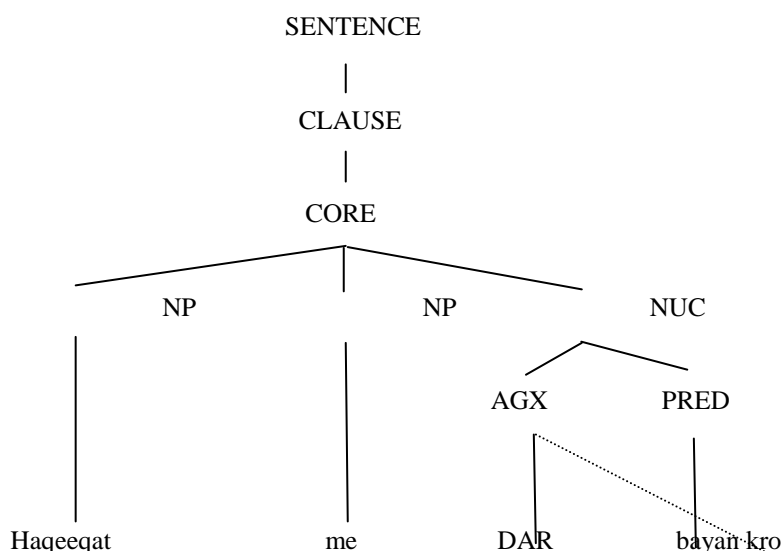 SENTENCE
CLAUSE
CORE
NP NP NUC
AGX PRED
Haqeeqat me DAR bayan kro